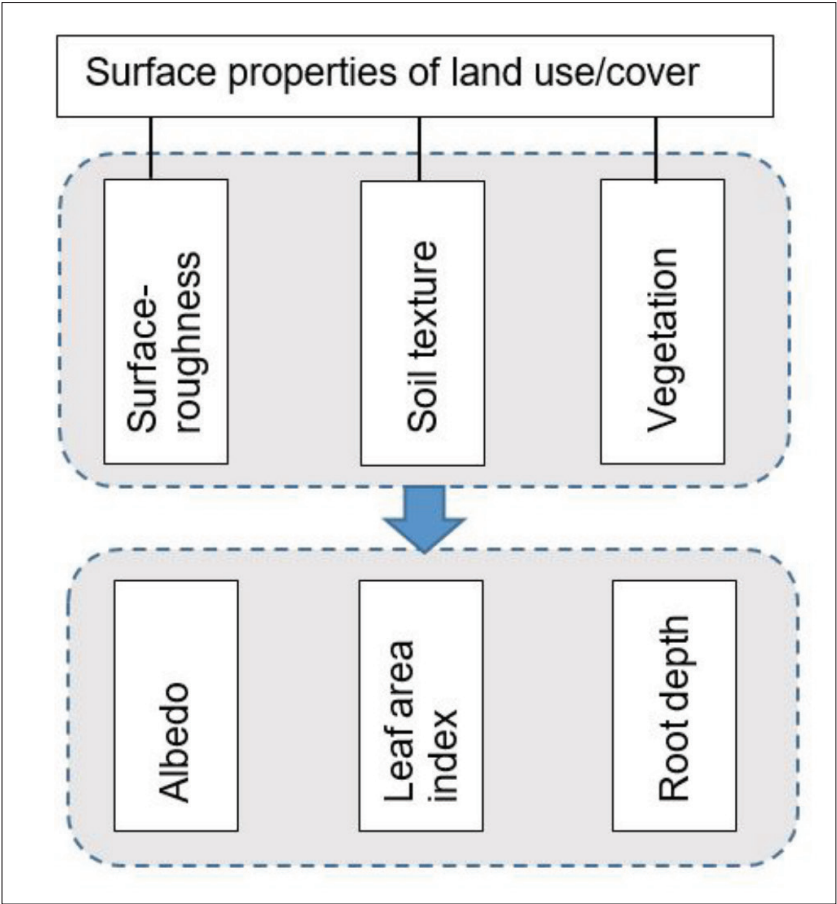 Surface properties of land use/cover
Surface-
roughness
Soil texture
Vegetation
Albedo
Leaf area
index
Root depth